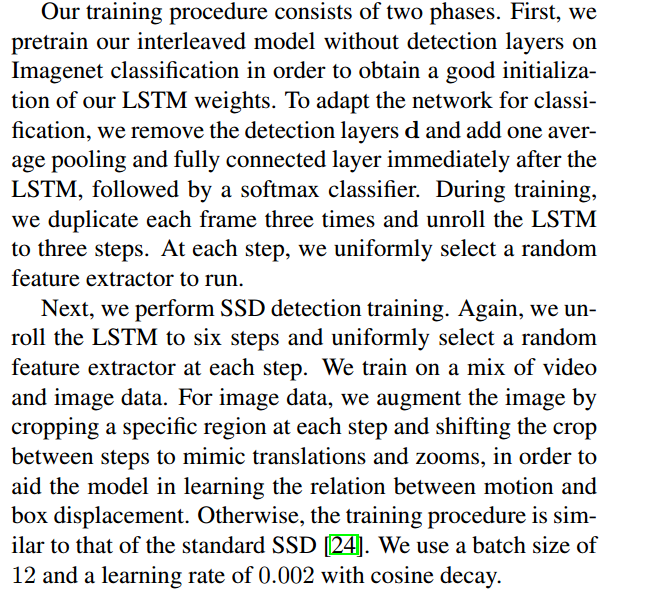 Our training procedure consists of two phases. First, we
pretrain our interleaved model without detection layers on
Imagenet classification in order to obtain a good initializa-
tion of our LSTM weights. To adapt the network for classi-
fication, we remove the detection layers d and add one aver-
age pooling and fully connected layer immediately after the
LSTM, followed by a softmax classifier. During training,
we duplicate each frame three times and unroll the LSTM
to three steps. At each step, we uniformly select a random
feature extractor to run.
Next, we perform SSD detection training. Again, we un-
roll the LSTM to six steps and uniformly select a random
feature extractor at each step. We train on a mix of video
and image data. For image data, we augment the image by
cropping a specific region at each step and shifting the crop
between steps to mimic translations and zooms, in order to
aid the model in learning the relation between motion and
box displacement. Otherwise, the training procedure is sim-
ilar to that of the standard SSD [24]. We use a batch size of
12 and a learning rate of 0.002 with cosine decay.